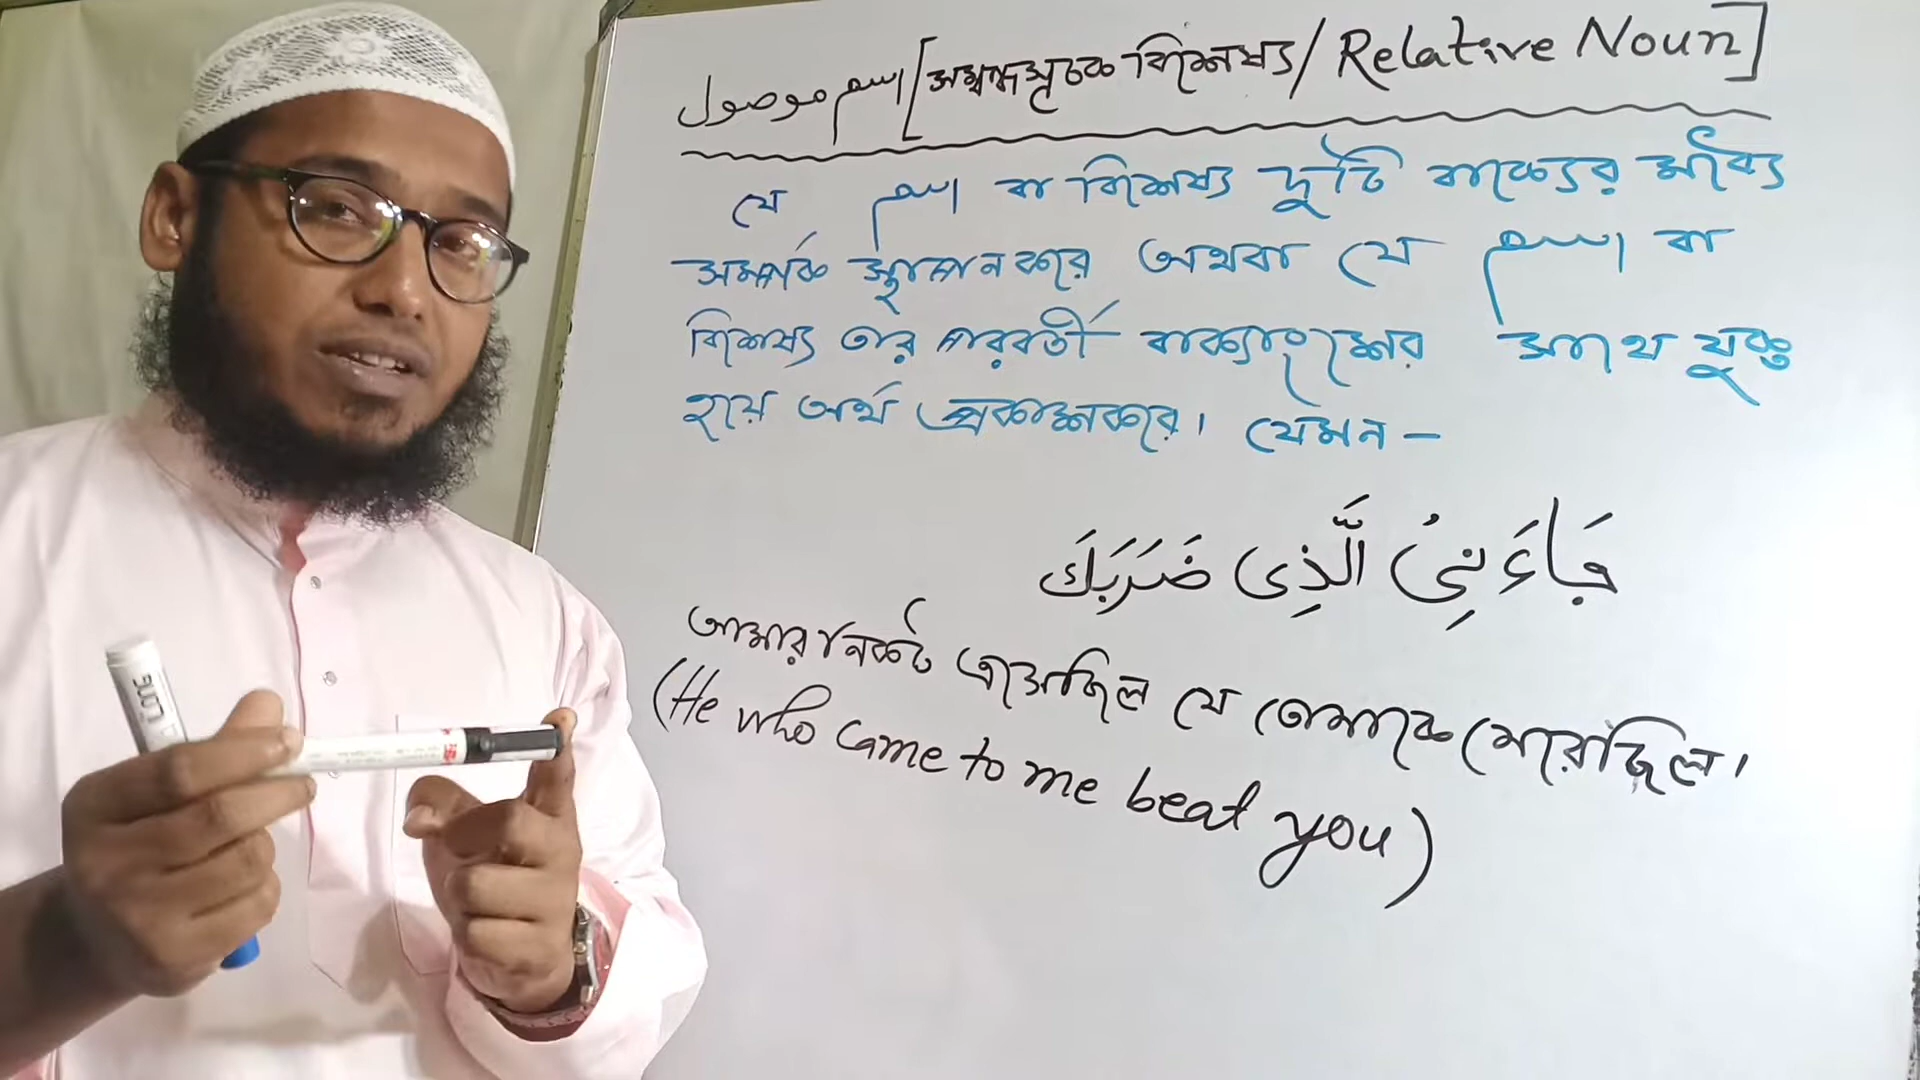 اسم موصول [সম্বন্ধসূচক বিশেষ্য/ Relative Noun]
যে اسم বা বিশেষ্য দুটি বাক্যের মধ্যে
সম্পর্ক স্থাপন করে অথবা যে اسم বা
বিশেষ্য তার পরবর্তী বাক্যাংশের সাথে যুক্ত
হয়ে অর্থ প্রকাশ করে। যেমন -
جَاءَنِيْ الَّذِى ضَرَبَكَ
আমার নিকট এসেছিল যে তোমাকে মেরেছিল।
(He who came to me beat you)